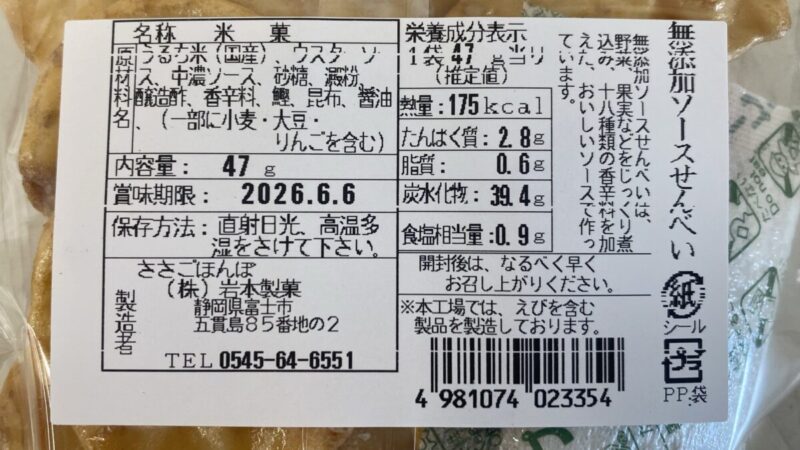 名称 米菓
原材料名
うるち米(国産)、ウスターソー
ス、中濃ソース、砂糖、澱粉、
醸造酢、香辛料、鰹、昆布、醤油
、(一部に小麦・大豆・
りんごを含む)
内容量: 47 g
賞味期限: 2026.6.6
保存方法: 直射日光、高温多
湿をさけて下さい。
製造者
ささごほんぽ
(株)岩本製菓
静岡県富士市
五貫島85番地の2
TEL 0545-64-6551
栄養成分表示
1袋 47 g当り
(推定値)
熱量: 175kcal
たんぱく質: 2.8g
脂質: 0.6g
炭水化物: 39.4g
食塩相当量: 0.9g
開封後は、なるべく早く
お召し上がりください。
※本工場では、えびを含む
製品を製造しております。
4 981074 023354
無添加ソースせんべい
無添加ソースせんべいは、
野菜、果実などをじっくり煮
込み、十八種類の香辛料を加
えた、おいしいソースで作っ
ています。
紙
シール
プラ
PP、袋